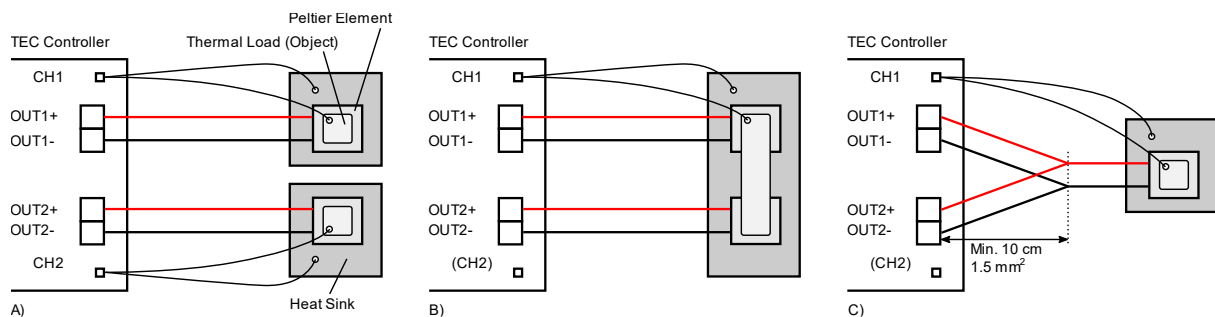 Peltier Element
TEC Controller
Thermal Load (Object)
CH1
OUT1+
OUT1-
OUT2+
OUT2-
CH2
Heat Sink
A)
TEC Controller
CH1
OUT1+
OUT1-
OUT2+
OUT2-
(CH2)
B)
TEC Controller
CH1
OUT1+
OUT1-
OUT2+
OUT2-
(CH2)
Min. 10 cm
1.5 mm²
C)